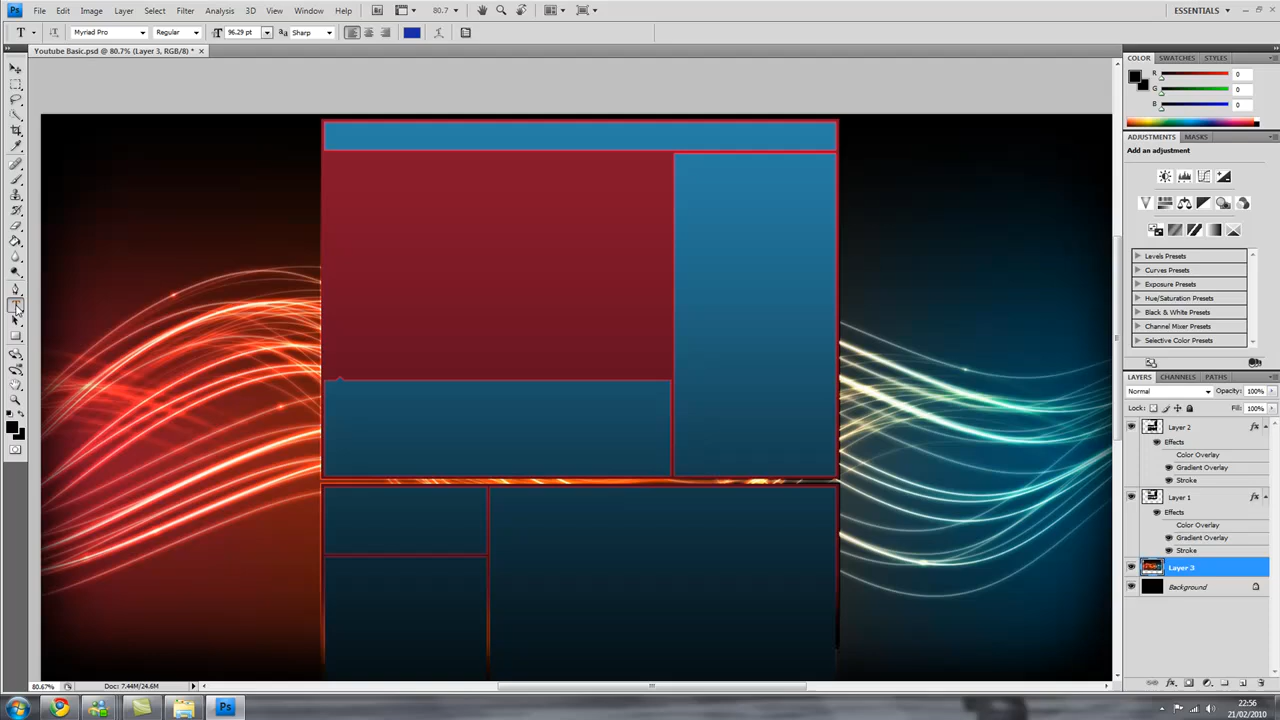 Ps File Edit Image Layer Select Filter Analysis 3D View Window Help 80.7 ESSENTIALS
T Myriad Pro Regular T 96.29 pt aa Sharp
Youtube Basic.psd @ 80.7% (Layer 3, RGB/8) * ×
COLOR SWATCHES STYLES
R 0
G 0
B 0
ADJUSTMENTS MASKS
Add an adjustment
Levels Presets
Curves Presets
Exposure Presets
Hue/Saturation Presets
Black & White Presets
Channel Mixer Presets
Selective Color Presets
LAYERS CHANNELS PATHS
Normal Opacity: 100%
Lock: Fill: 100%
Layer 2 fx
Effects
Color Overlay
Gradient Overlay
Stroke
Layer 1 fx
Effects
Color Overlay
Gradient Overlay
Stroke
Layer 3
Background
80.67% Doc: 7.44M/24.6M
Ps
22:56
21/02/2010